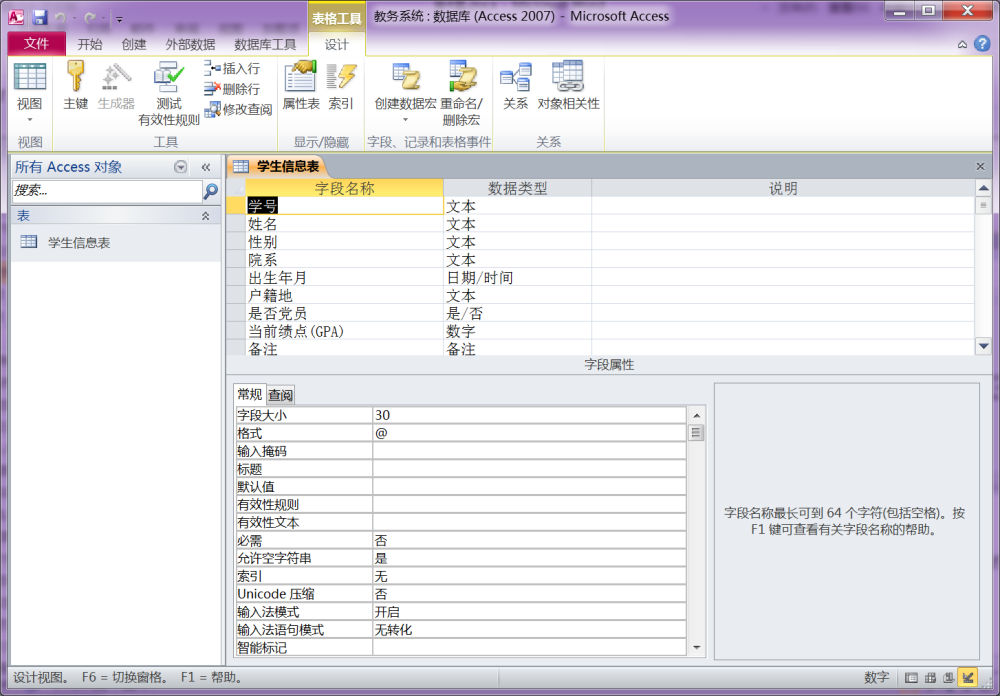 表格工具
教务系统 : 数据库 (Access 2007) - Microsoft Access
文件 开始 创建 外部数据 数据库工具 设计
视图 主键 生成器 测试 有效性规则 插入行 删除行 修改查阅 属性表 索引 创建数据宏 重命名/ 删除宏 关系 对象相关性
视图 工具 显示/隐藏 字段、记录和表格事件 关系
所有 Access 对象
搜索...
表
学生信息表
学生信息表
字段名称 数据类型 说明
学号 文本
姓名 文本
性别 文本
院系 文本
出生年月 日期/时间
户籍地 文本
是否党员 是/否
当前绩点(GPA) 数字
备注 备注
字段属性
常规 查阅
字段大小 30
格式 @
输入掩码
标题
默认值
有效性规则
有效性文本
必需 否
允许空字符串 是
索引 无
Unicode 压缩 否
输入法模式 开启
输入法语句模式 无转化
智能标记
字段名称最长可到 64 个字符(包括空格)。按
F1 键可查看有关字段名称的帮助。
设计视图。 F6 = 切换窗格。 F1 = 帮助。 数字